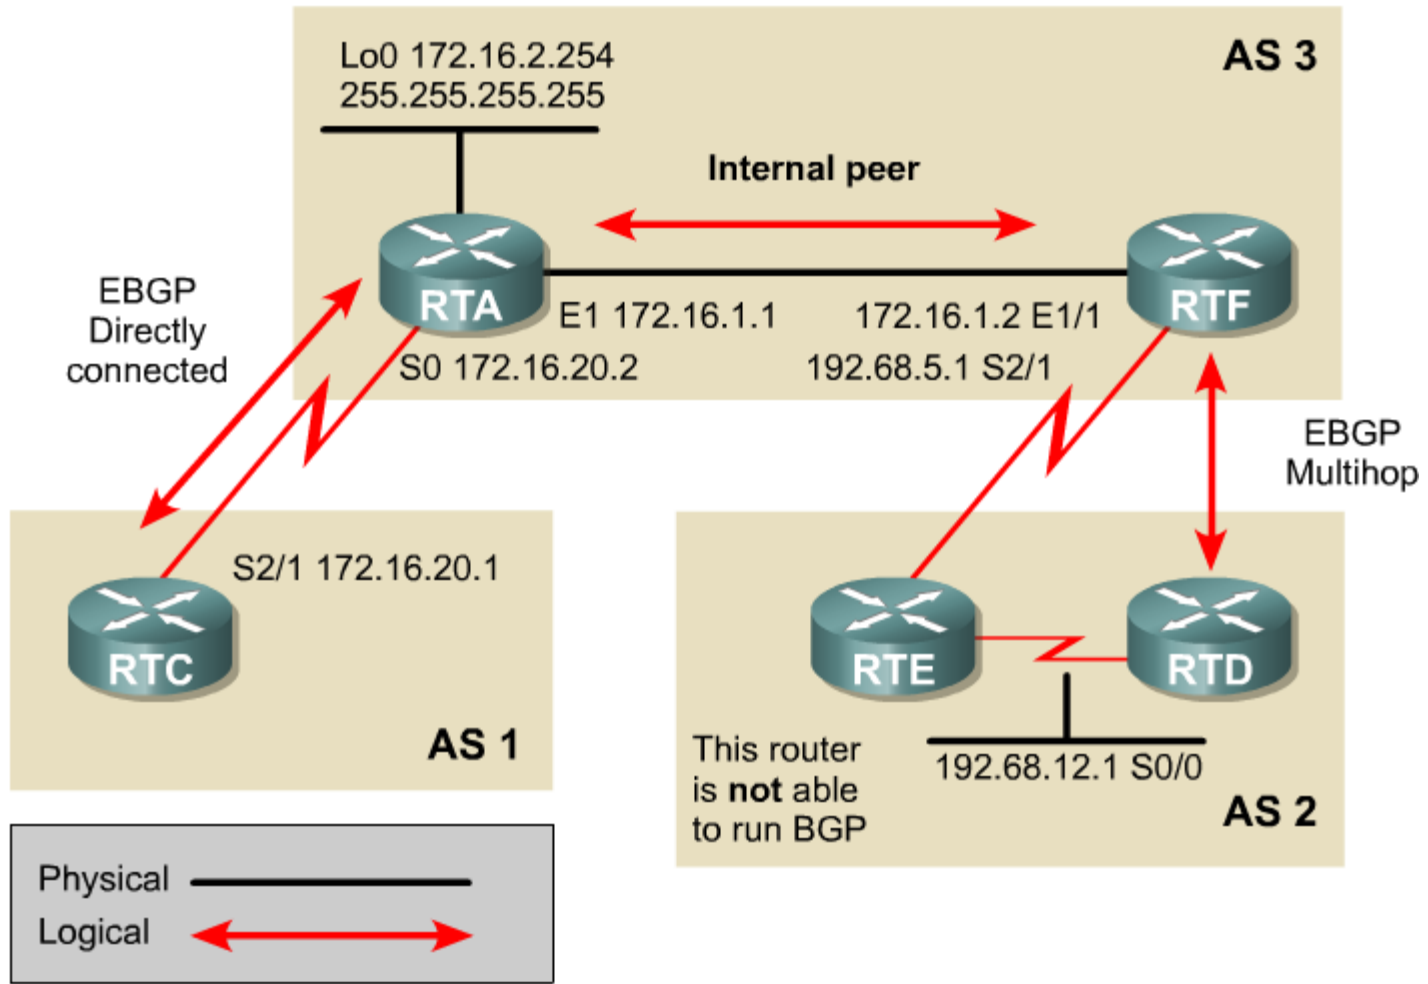 Lo0 172.16.2.254
255.255.255.255
AS 3
Internal peer
RTA
RTF
E1 172.16.1.1
172.16.1.2 E1/1
S0 172.16.20.2
192.68.5.1 S2/1
EBGP
Directly
connected
EBGP
Multihop
S2/1 172.16.20.1
RTC
AS 1
RTE
RTD
This router
is not able
to run BGP
192.68.12.1 S0/0
AS 2
Physical
Logical